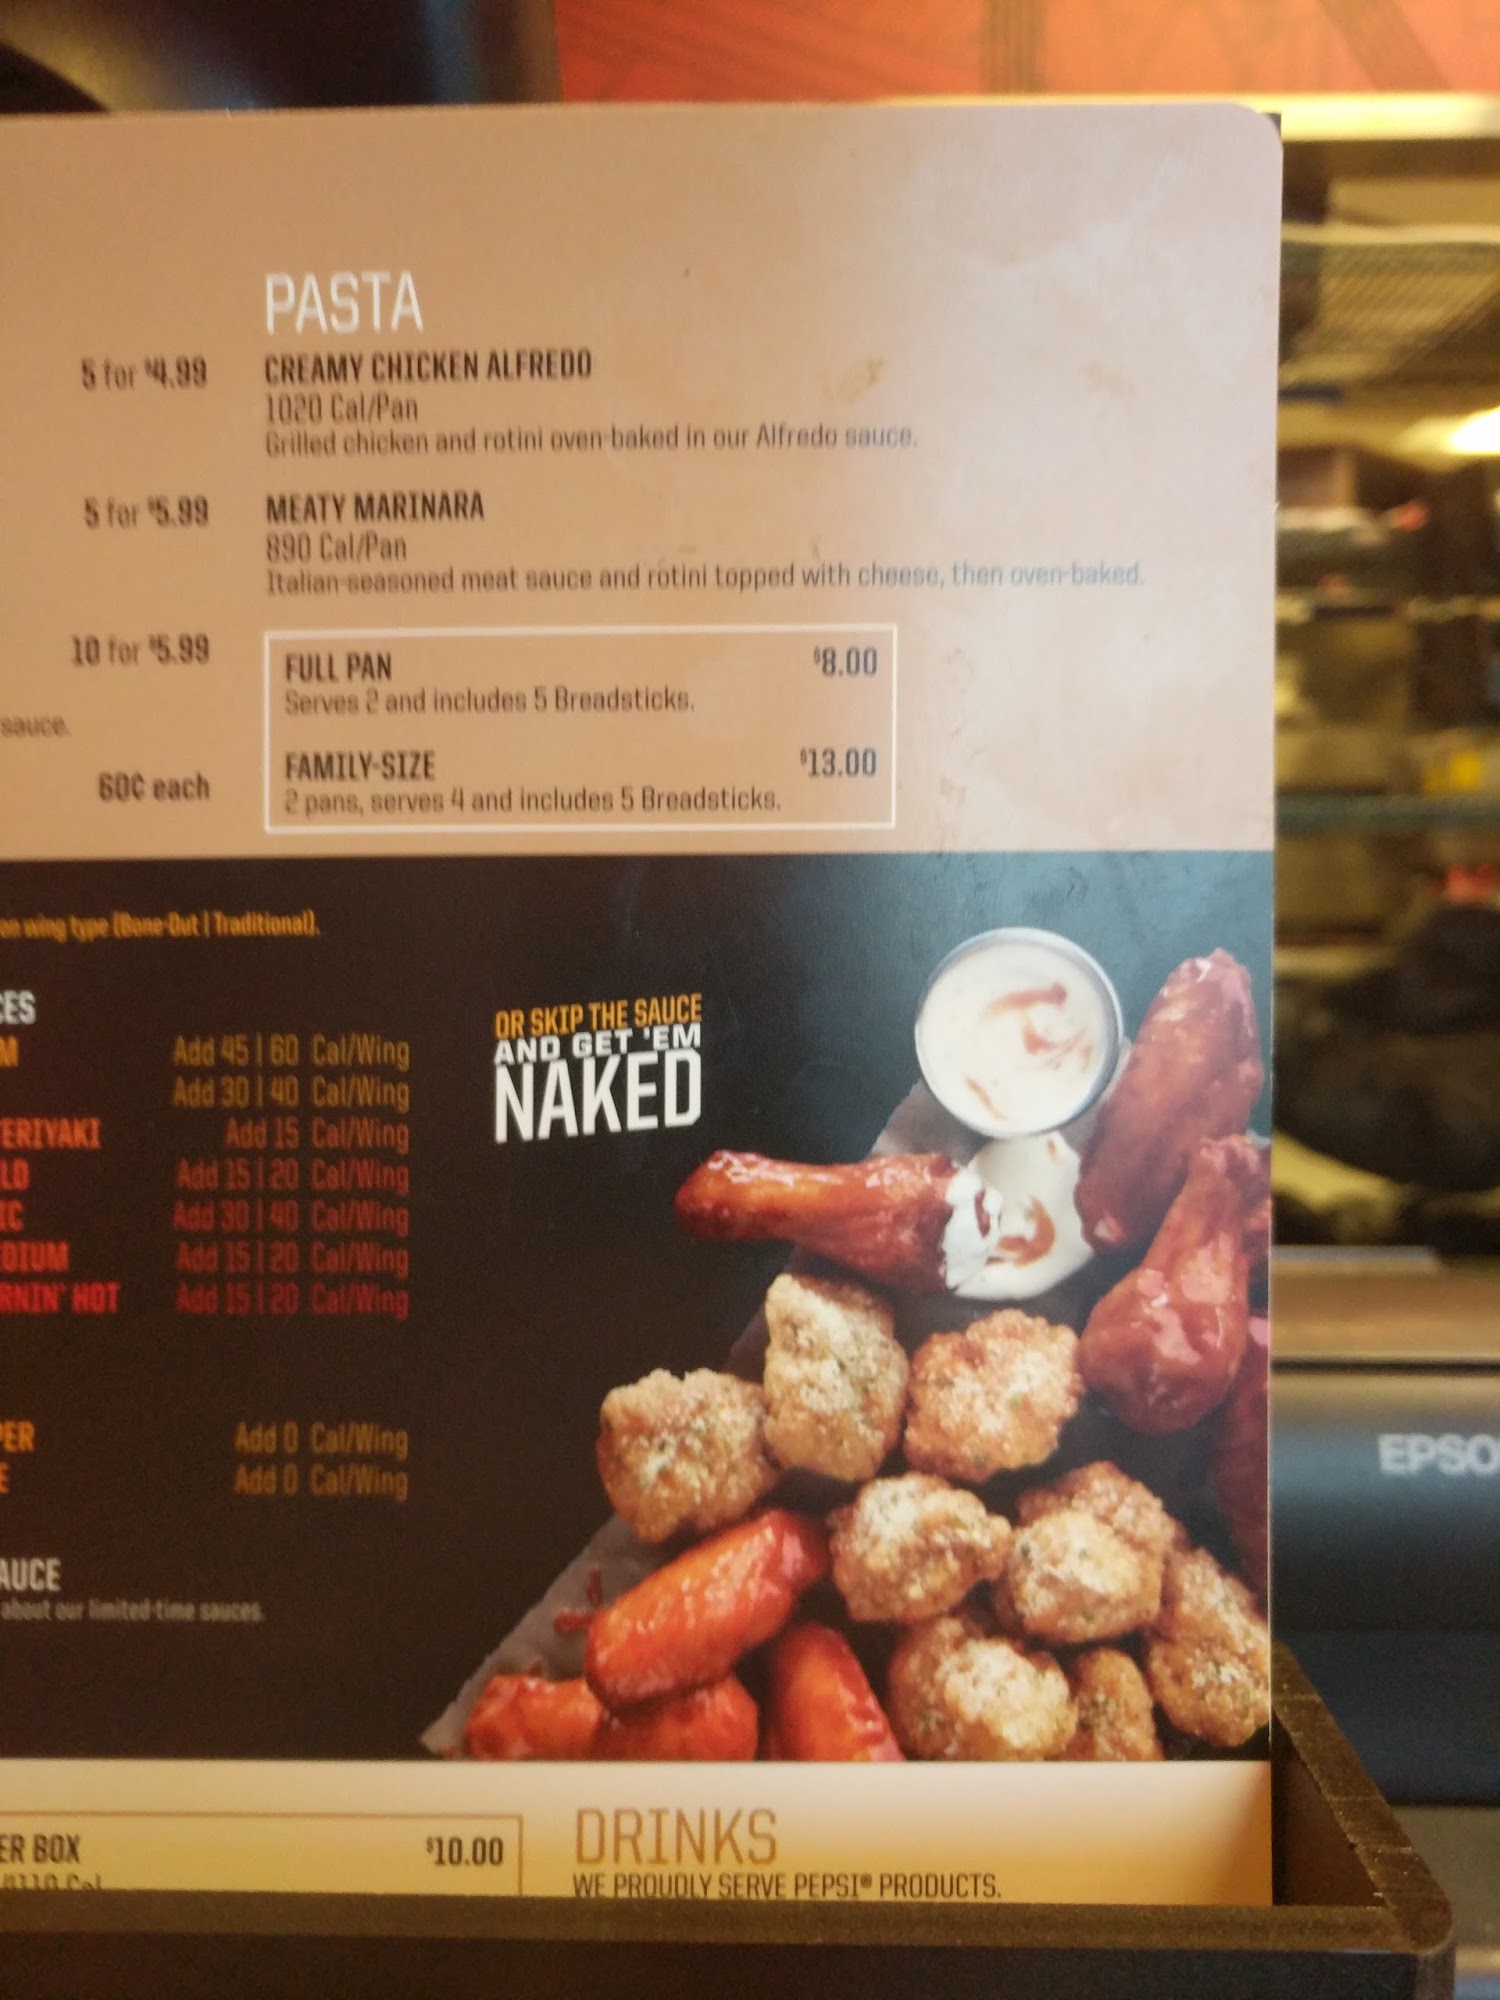 PASTA
5 for $4.99
CREAMY CHICKEN ALFREDO
1020 Cal/Pan
Grilled chicken and rotini oven-baked in our Alfredo sauce.
5 for $5.99
MEATY MARINARA
890 Cal/Pan
Italian-seasoned meat sauce and rotini topped with cheese, then oven-baked.
10 for $5.99
sauce.
60¢ each
FULL PAN $8.00
Serves 2 and includes 5 Breadsticks.
FAMILY-SIZE $13.00
2 pans, serves 4 and includes 5 Breadsticks.
on wing type (Bone-Out | Traditional).
CES
M Add 45 | 60 Cal/Wing
Add 30 | 40 Cal/Wing
TERIYAKI Add 15 Cal/Wing
LD Add 15 | 20 Cal/Wing
IC Add 30 | 40 Cal/Wing
EDIUM Add 15 | 20 Cal/Wing
RNIN' HOT Add 15 | 20 Cal/Wing
PER Add 0 Cal/Wing
E Add 0 Cal/Wing
AUCE
about our limited-time sauces.
OR SKIP THE SAUCE
AND GET 'EM
NAKED
EPSO
ER BOX $10.00
DRINKS
WE PROUDLY SERVE PEPSI® PRODUCTS.